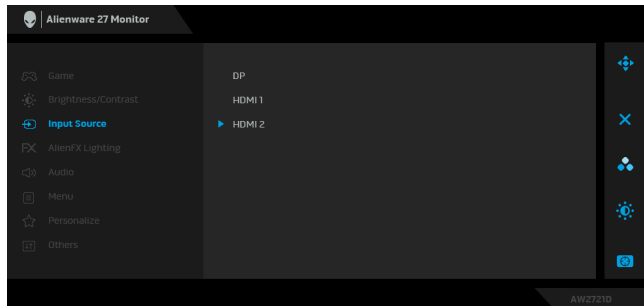 Alienware 27 Monitor
Game
Brightness/Contrast
Input Source
AlienFX Lighting
Audio
Menu
Personalize
Others
DP
HDMI 1
HDMI 2
AW2721D